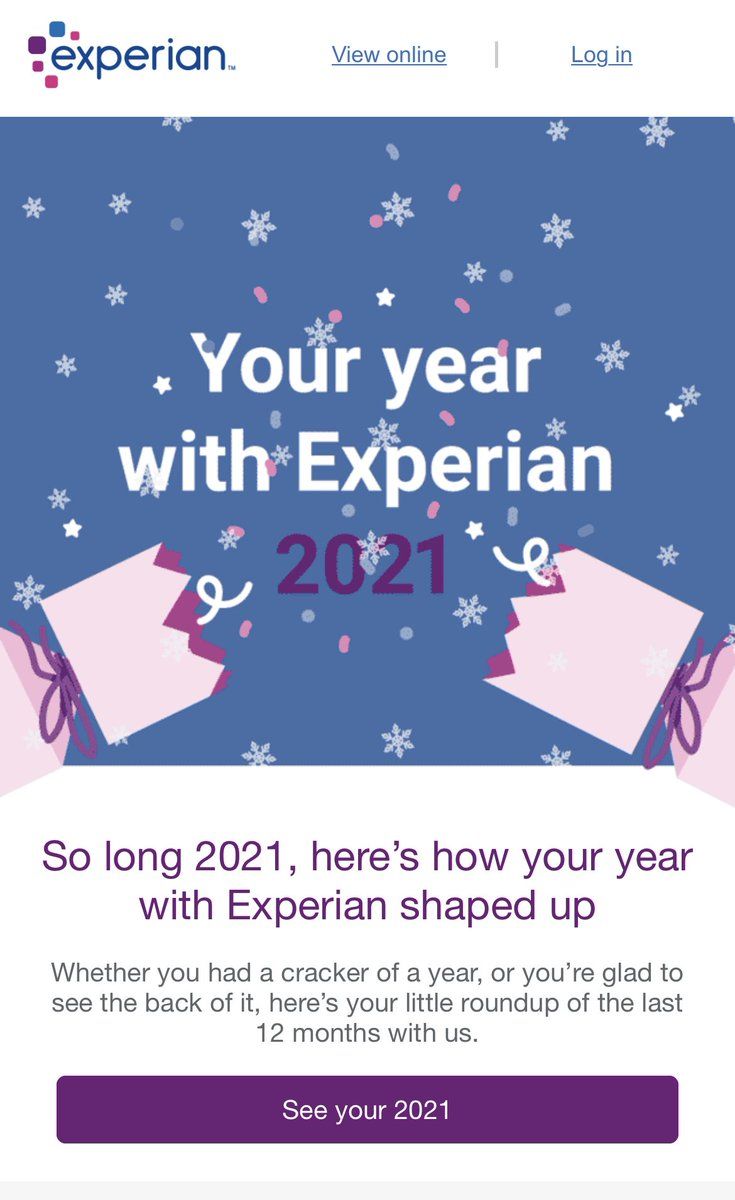 experian™
View online
Log in
Your year
with Experian
2021
So long 2021, here’s how your year
with Experian shaped up
Whether you had a cracker of a year, or you’re glad to
see the back of it, here’s your little roundup of the last
12 months with us.
See your 2021